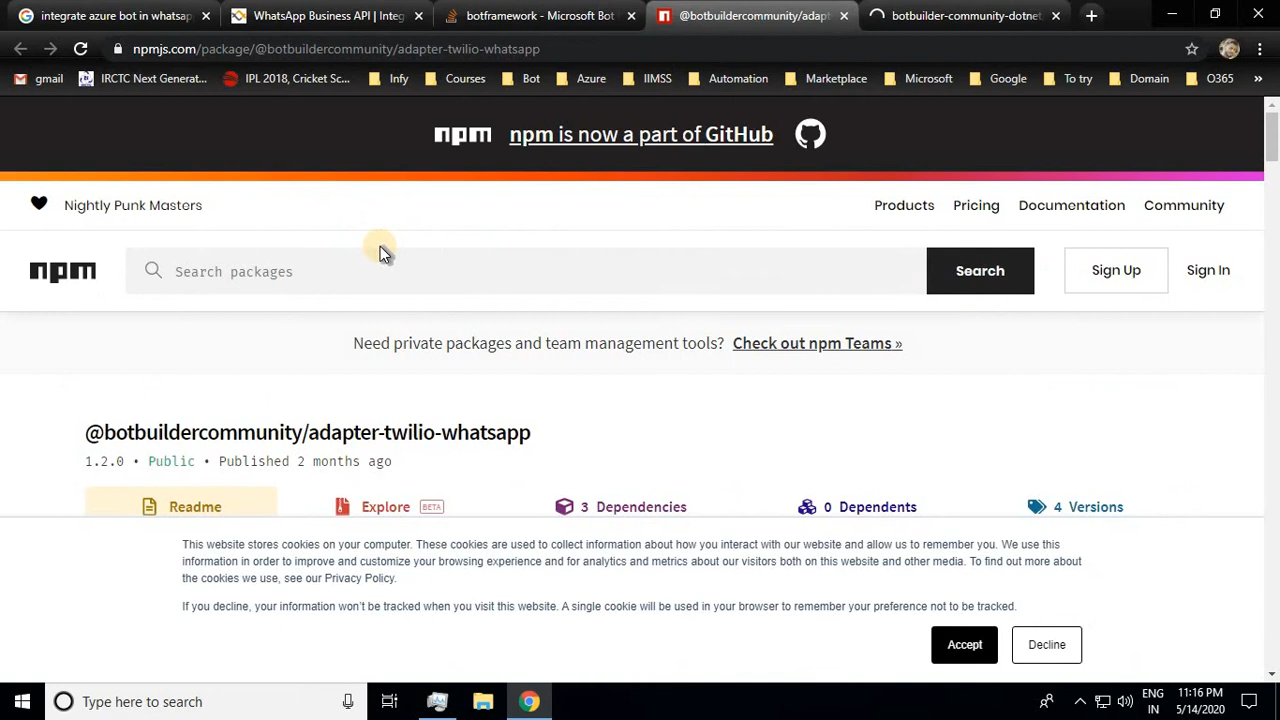 integrate azure bot in whatsapp
WhatsApp Business API | Integ
botframework - Microsoft Bot
@botbuildercommunity/adapt
botbuilder-community-dotnet
npmjs.com/package/@botbuildercommunity/adapter-twilio-whatsapp
gmail
IRCTC Next Generat...
IPL 2018, Cricket Sc...
Infy
Courses
Bot
Azure
IIMSS
Automation
Marketplace
Microsoft
Google
To try
Domain
O365
»
npm
npm is now a part of GitHub
Nightly Punk Masters
Products
Pricing
Documentation
Community
npm
Search packages
Search
Sign Up
Sign In
Need private packages and team management tools? Check out npm Teams »
@botbuildercommunity/adapter-twilio-whatsapp
1.2.0 • Public • Published 2 months ago
Readme
Explore BETA
3 Dependencies
0 Dependents
4 Versions
This website stores cookies on your computer. These cookies are used to collect information about how you interact with our website and allow us to remember you. We use this
information in order to improve and customize your browsing experience and for analytics and metrics about our visitors both on this website and other media. To find out more about
the cookies we use, see our Privacy Policy.
If you decline, your information won't be tracked when you visit this website. A single cookie will be used in your browser to remember your preference not to be tracked.
Accept
Decline
Type here to search
ENG
IN
11:16 PM
5/14/2020